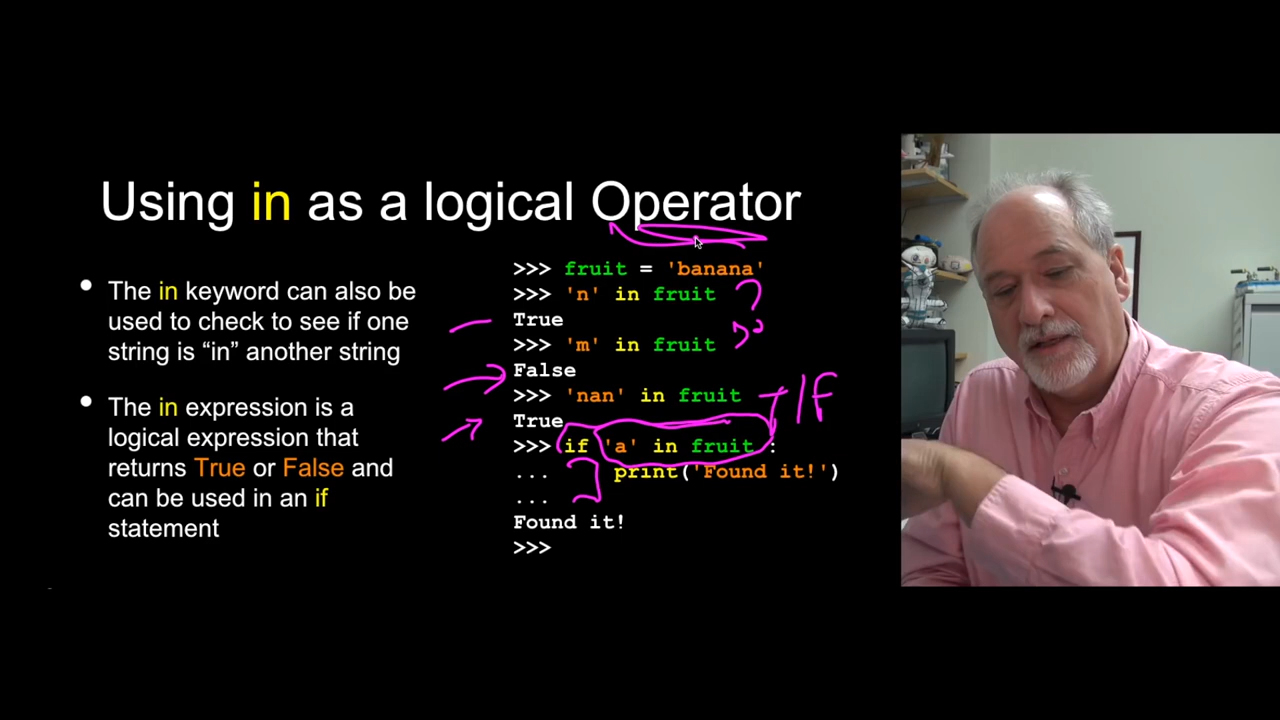 Using in as a logical Operator
• The in keyword can also be
used to check to see if one
string is “in” another string
• The in expression is a
logical expression that
returns True or False and
can be used in an if
statement
>>> fruit = 'banana'
>>> 'n' in fruit ?
True
>>> 'm' in fruit
False
>>> 'nan' in fruit T/F
True
>>> if 'a' in fruit :
...     print('Found it!')
...
Found it!
>>>